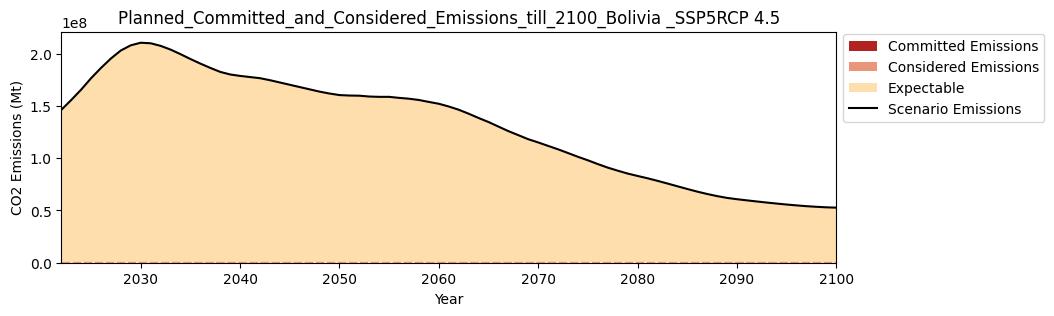 Planned_Committed_and_Considered_Emissions_till_2100_Bolivia _SSP5RCP 4.5
1e8
2.0
1.5
1.0
0.5
0.0
CO2 Emissions (Mt)
2030 2040 2050 2060 2070 2080 2090 2100
Year
Committed Emissions
Considered Emissions
Expectable
Scenario Emissions